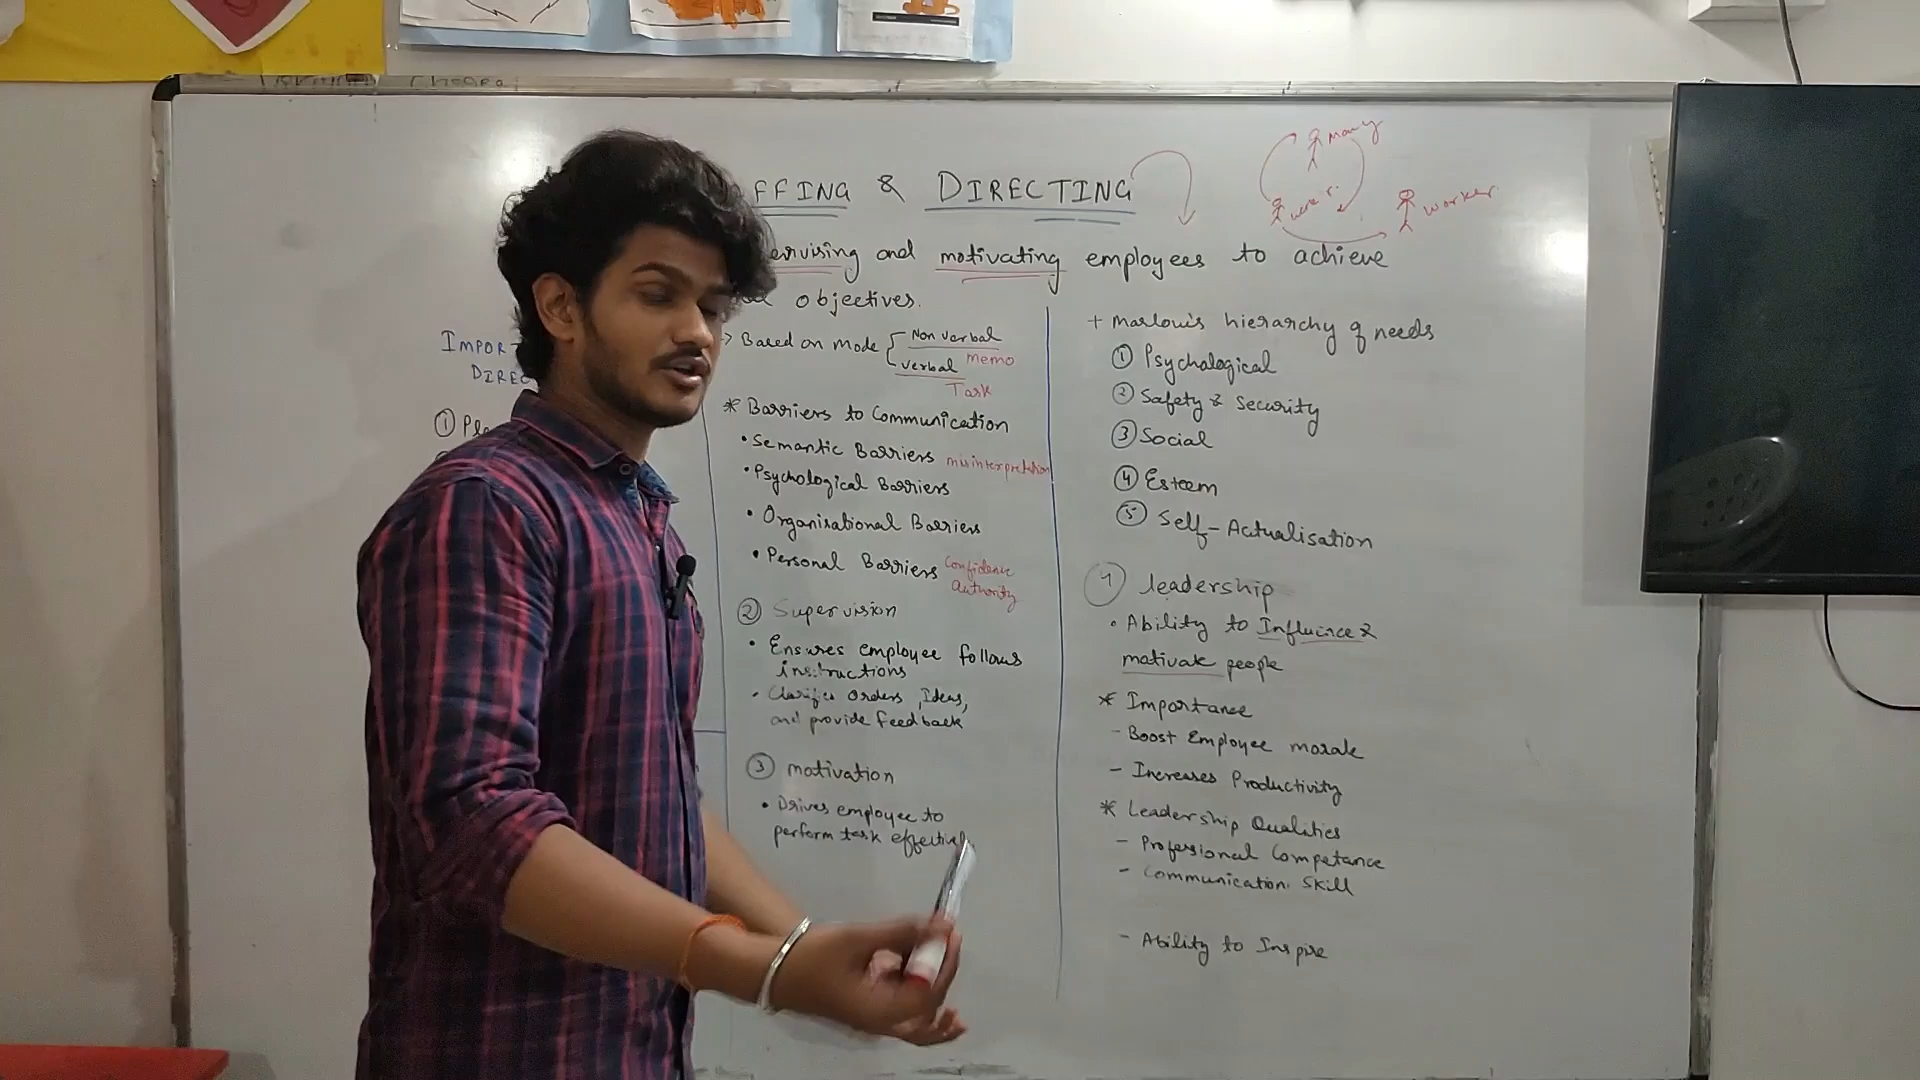 FFING & DIRECTING
many
worker
ervising and motivating employees to achieve
objectives.
IMPOR
DIREC
① Pla
Based on Mode
Non verbal
verbal Memo
Task
* Barriers to Communication
• Semantic Barriers misinterpretation
• Psychological Barriers
• Organisational Barriers
• Personal Barriers Confidence
Authority
② Supervision
• Ensures employee follows
instructions
• Clarifies Orders, Ideas,
and provide feedback
③ motivation
• Drives employee to
perform task effectivel
+ Maslow's hierarchy of needs
① Psychological
② Safety & Security
③ Social
④ Esteem
⑤ Self-Actualisation
④ leadership
• Ability to Influence &
motivate people
* Importance
- Boost Employee morale
- Increases Productivity
* Leadership Qualities
- Professional Competance
- Communication Skill
- Ability to Inspire